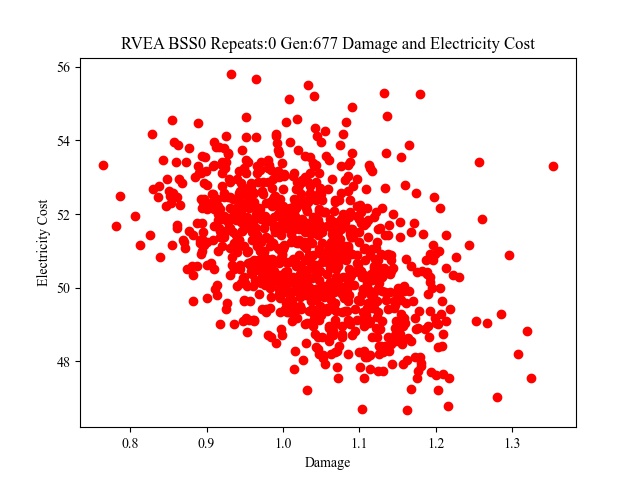 RVEA BSS0 Repeats:0 Gen:677 Damage and Electricity Cost
56
54
52
50
48
Electricity Cost
0.8 0.9 1.0 1.1 1.2 1.3
Damage